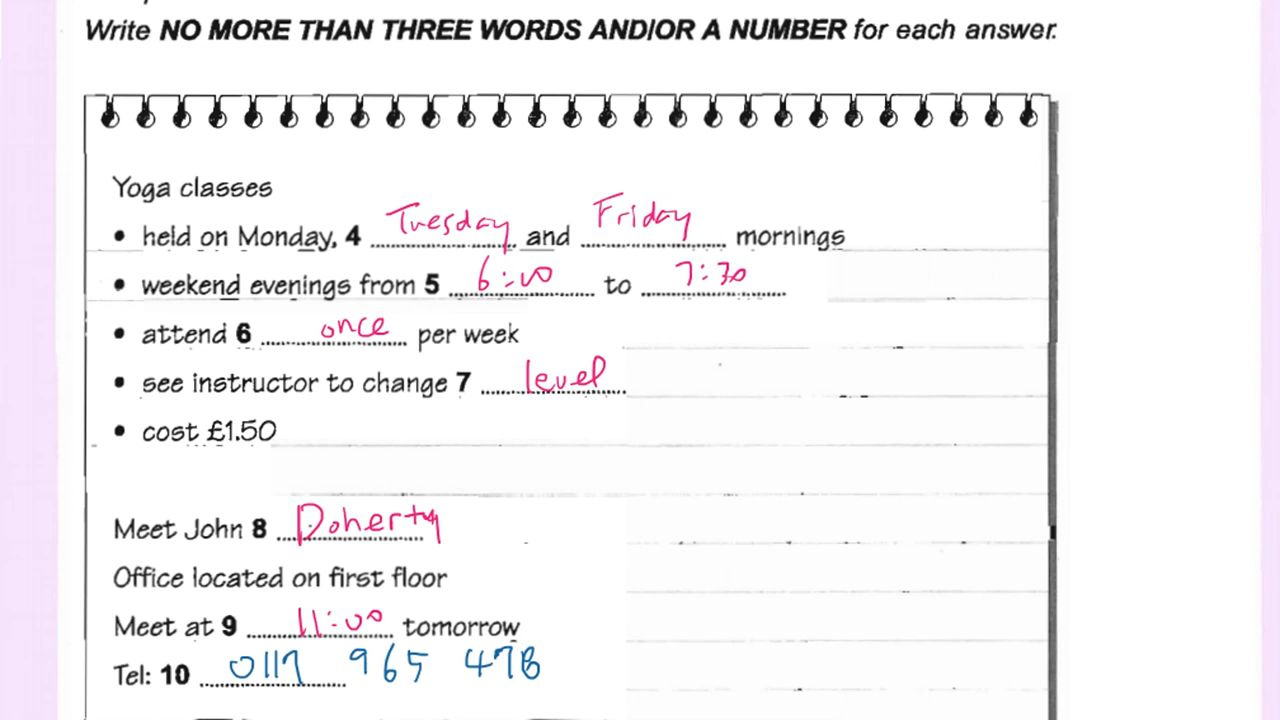 Write NO MORE THAN THREE WORDS AND/OR A NUMBER for each answer.
Yoga classes
• held on Monday, 4 Tuesday and Friday mornings
• weekend evenings from 5 6:00 to 7:30
• attend 6 once per week
• see instructor to change 7 level
• cost £1.50
Meet John 8 Doherty
Office located on first floor
Meet at 9 11:00 tomorrow
Tel: 10 0117 965 478